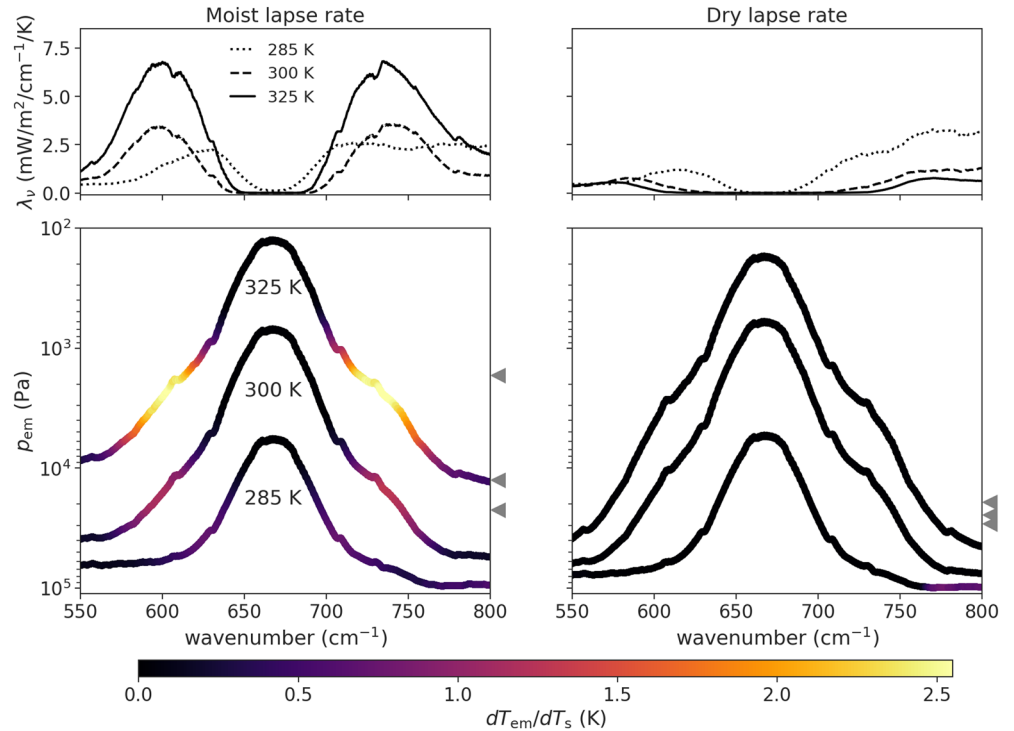 Moist lapse rate
Dry lapse rate
λν (mW/m²/cm⁻¹/K)
7.5
5.0
2.5
0.0
285 K
300 K
325 K
pem (Pa)
10²
10³
10⁴
10⁵
325 K
300 K
285 K
550 600 650 700 750 800
wavenumber (cm⁻¹)
550 600 650 700 750 800
wavenumber (cm⁻¹)
0.0 0.5 1.0 1.5 2.0 2.5
dTem/dTs (K)